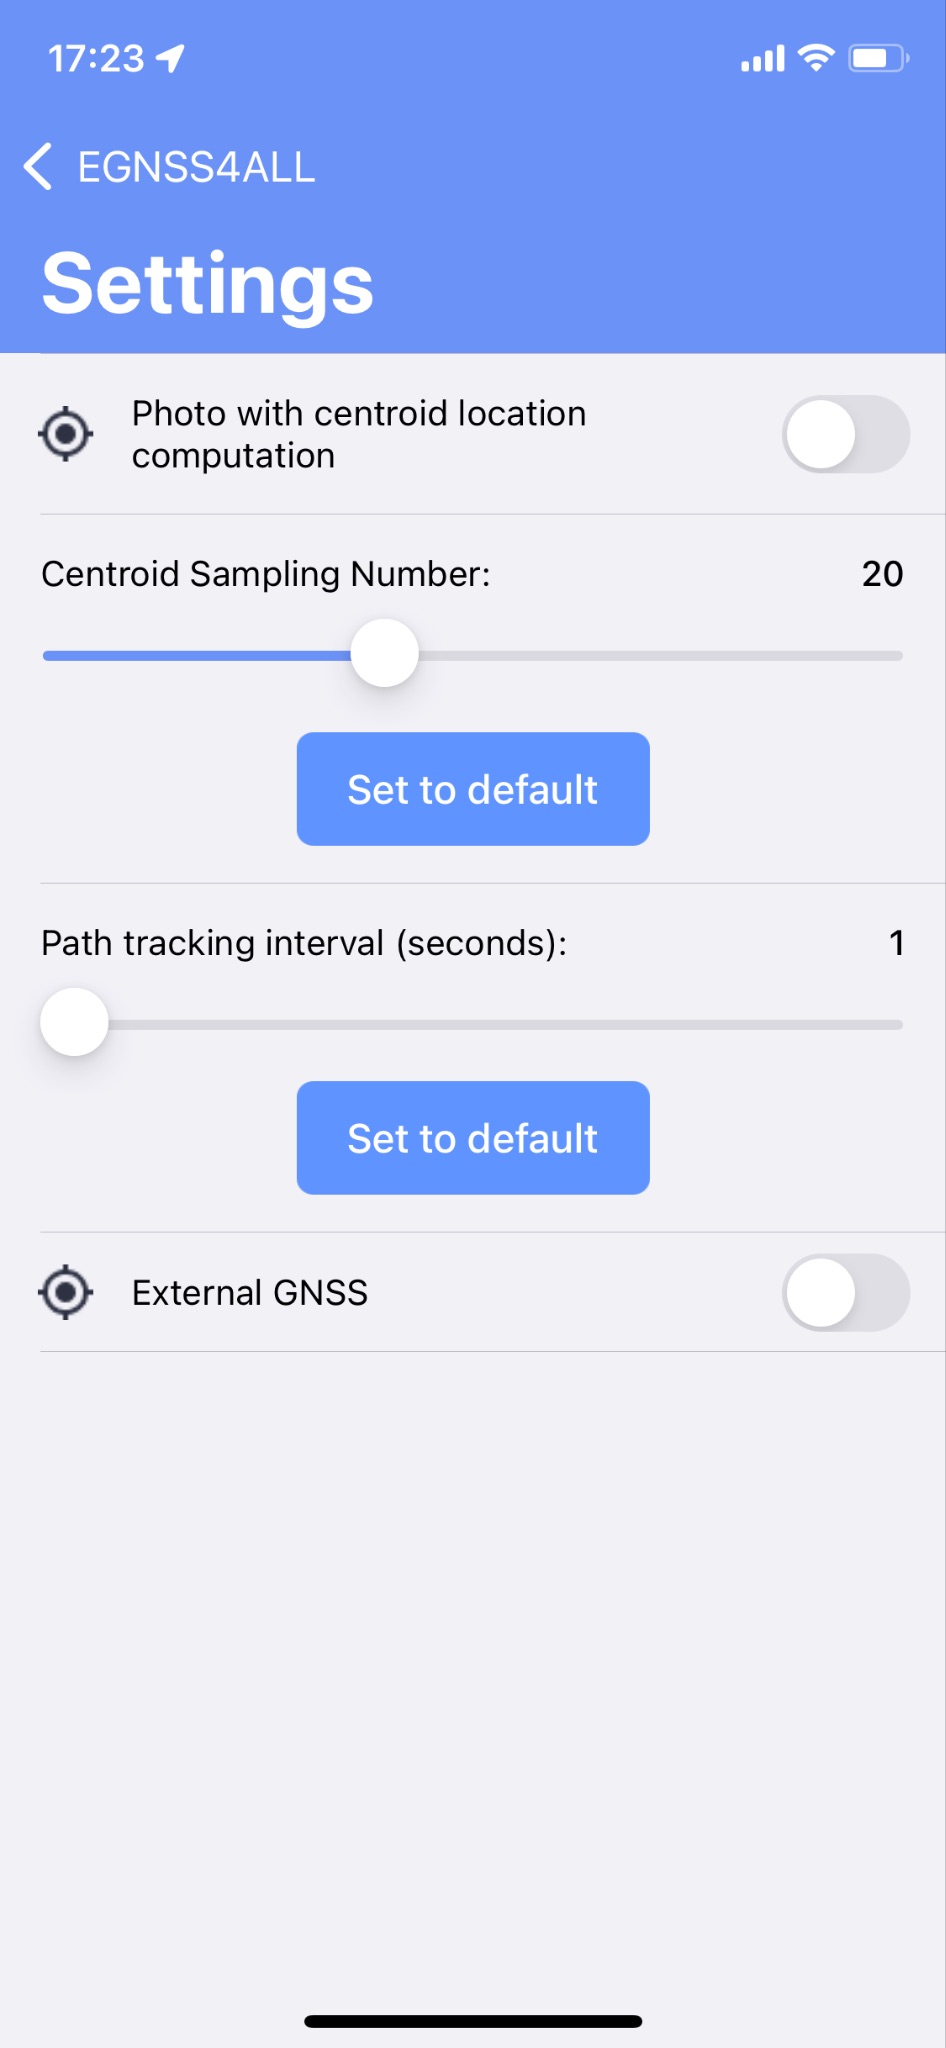 17:23
EGNSS4ALL
Settings
Photo with centroid location
computation
Centroid Sampling Number: 20
Set to default
Path tracking interval (seconds): 1
Set to default
External GNSS